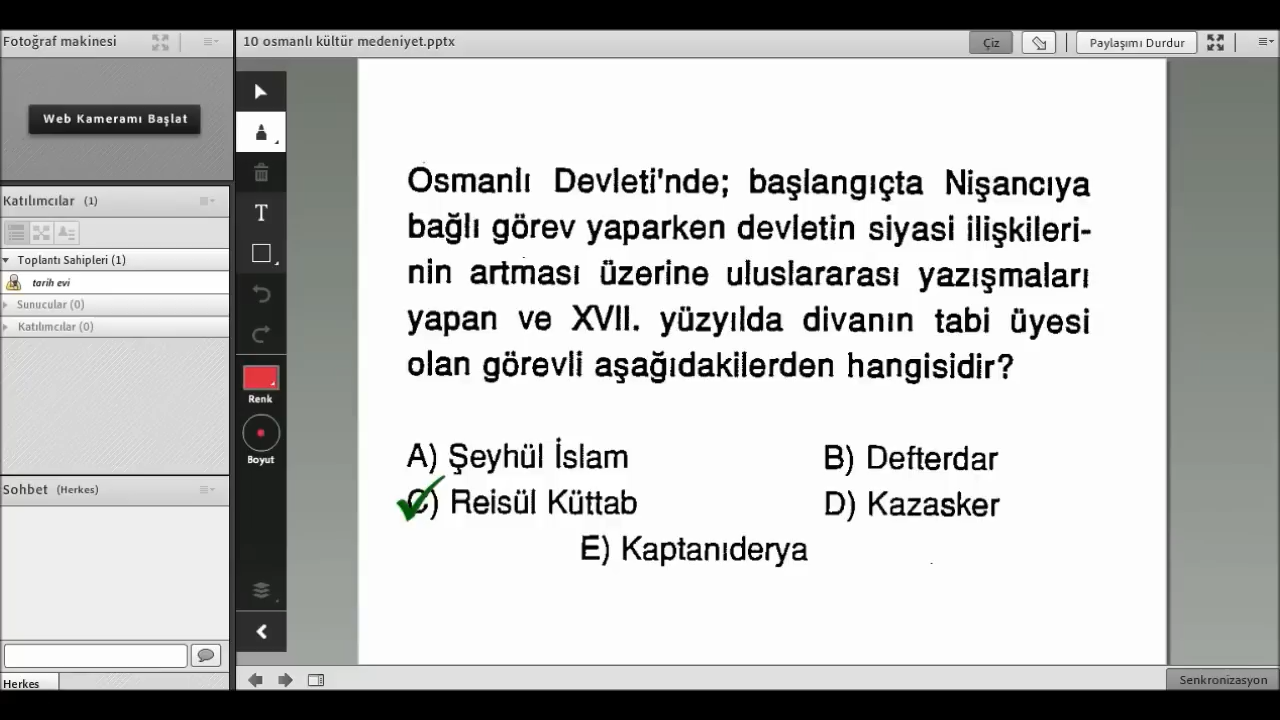 Fotoğraf makinesi
10 osmanlı kültür medeniyet.pptx
Çiz
Paylaşımı Durdur
Web Kameramı Başlat
Katılımcılar (1)
Toplantı Sahipleri (1)
tarih evi
Sunucular (0)
Katılımcılar (0)
Sohbet (Herkes)
Herkes
T
Renk
Boyut
Osmanlı Devleti'nde; başlangıçta Nişancıya
bağlı görev yaparken devletin siyasi ilişkileri-
nin artması üzerine uluslararası yazışmaları
yapan ve XVII. yüzyılda divanın tabi üyesi
olan görevli aşağıdakilerden hangisidir?
A) Şeyhül İslam
B) Defterdar
C) Reisül Küttab
D) Kazasker
E) Kaptanıderya
Senkronizasyon